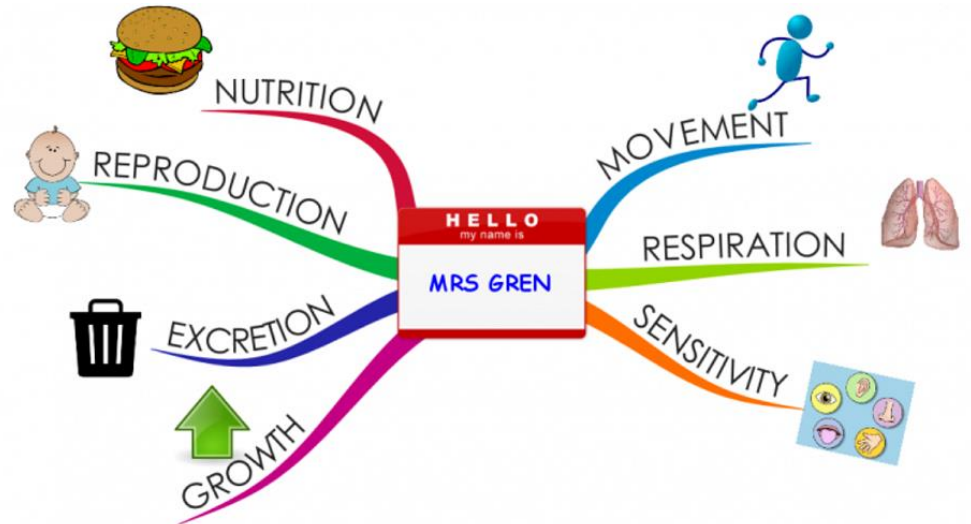 NUTRITION
MOVEMENT
REPRODUCTION
HELLO
my name is
MRS GREN
RESPIRATION
EXCRETION
SENSITIVITY
GROWTH